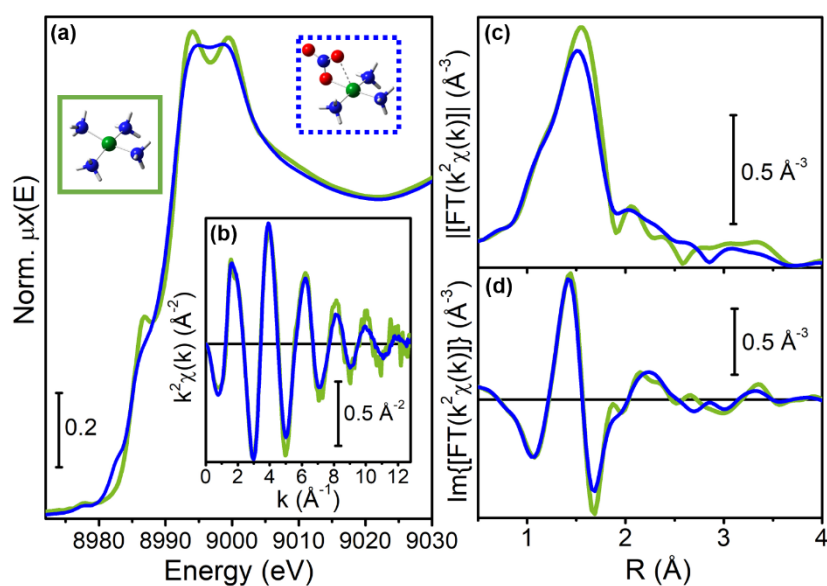 (a)
Norm. μx(E)
0.2
8980 8990 9000 9010 9020 9030
Energy (eV)
(b)
k²χ(k) (Å⁻²)
0.5 Å⁻²
0 2 4 6 8 10 12
k (Å⁻¹)
(c)
|[FT(k²χ(k)]| (Å⁻³)
0.5 Å⁻³
(d)
Im{[FT(k²χ(k)]} (Å⁻³)
0.5 Å⁻³
1 2 3 4
R (Å)